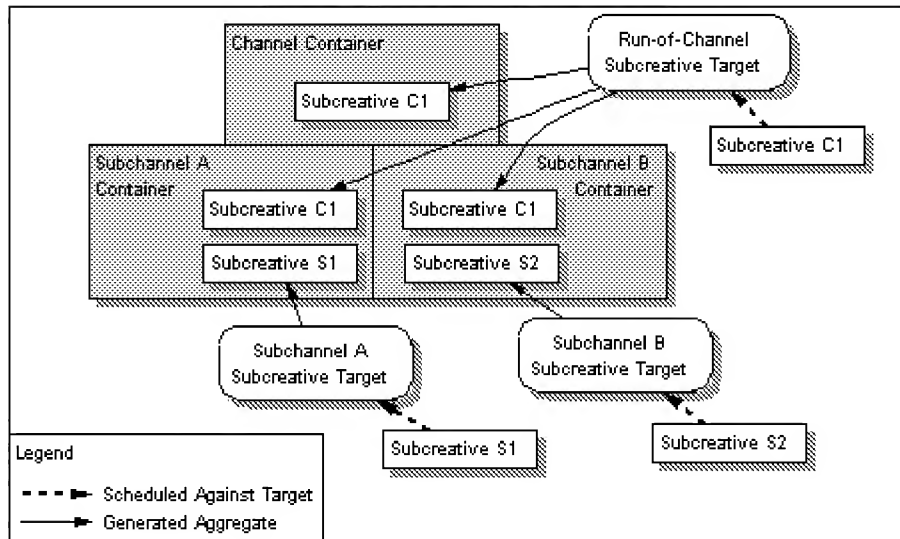 Channel Container
Subcreative C1
Run-of-Channel
Subcreative Target
Subcreative C1
Subchannel A
Container
Subcreative C1
Subcreative S1
Subchannel B
Container
Subcreative C1
Subcreative S2
Subchannel A
Subcreative Target
Subcreative S1
Subchannel B
Subcreative Target
Subcreative S2
Legend
Scheduled Against Target
Generated Aggregate